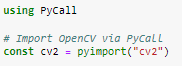 using PyCall
# Import OpenCV via PyCall
const cv2 = pyimport("cv2")